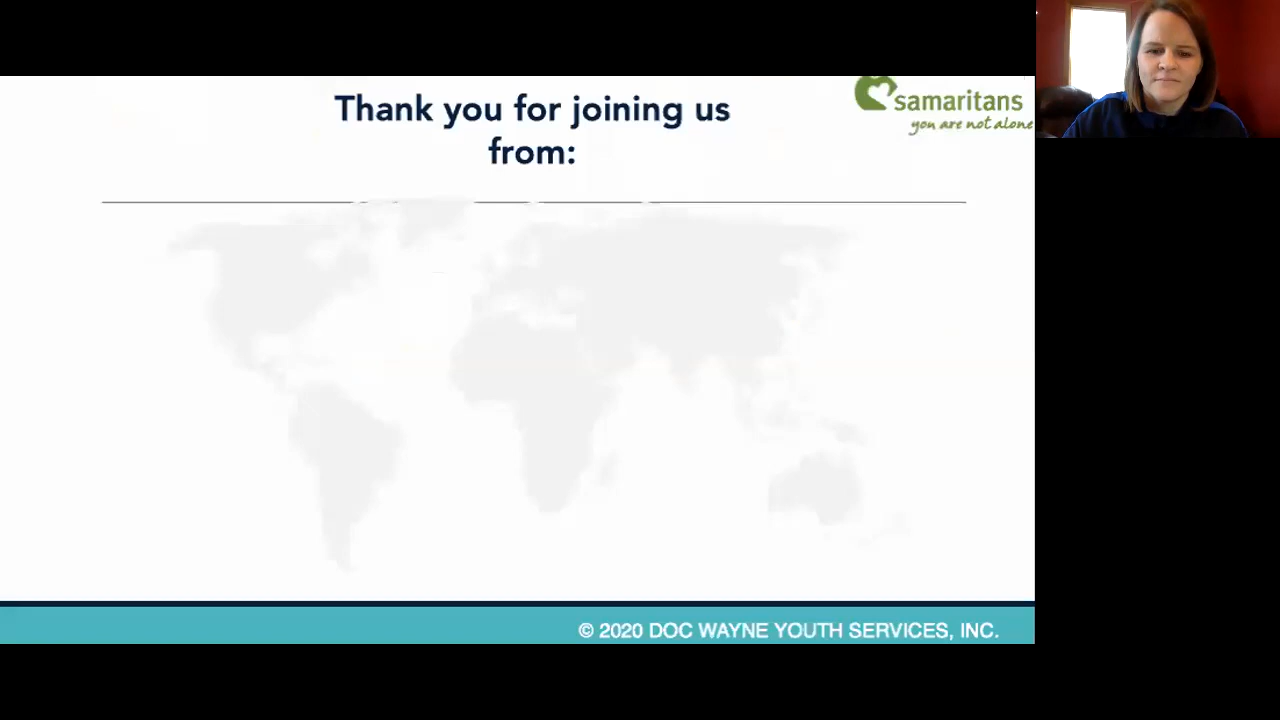 Thank you for joining us
from:
samaritans
you are not alone
© 2020 DOC WAYNE YOUTH SERVICES, INC.